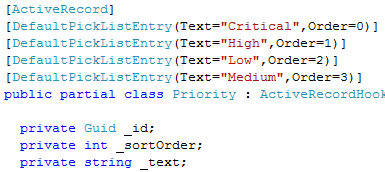 [ActiveRecord]
[DefaultPickListEntry(Text="Critical",Order=0)]
[DefaultPickListEntry(Text="High",Order=1)]
[DefaultPickListEntry(Text="Low",Order=2)]
[DefaultPickListEntry(Text="Medium",Order=3)]
public partial class Priority : ActiveRecordHook
private Guid _id;
private int _sortOrder;
private string _text;